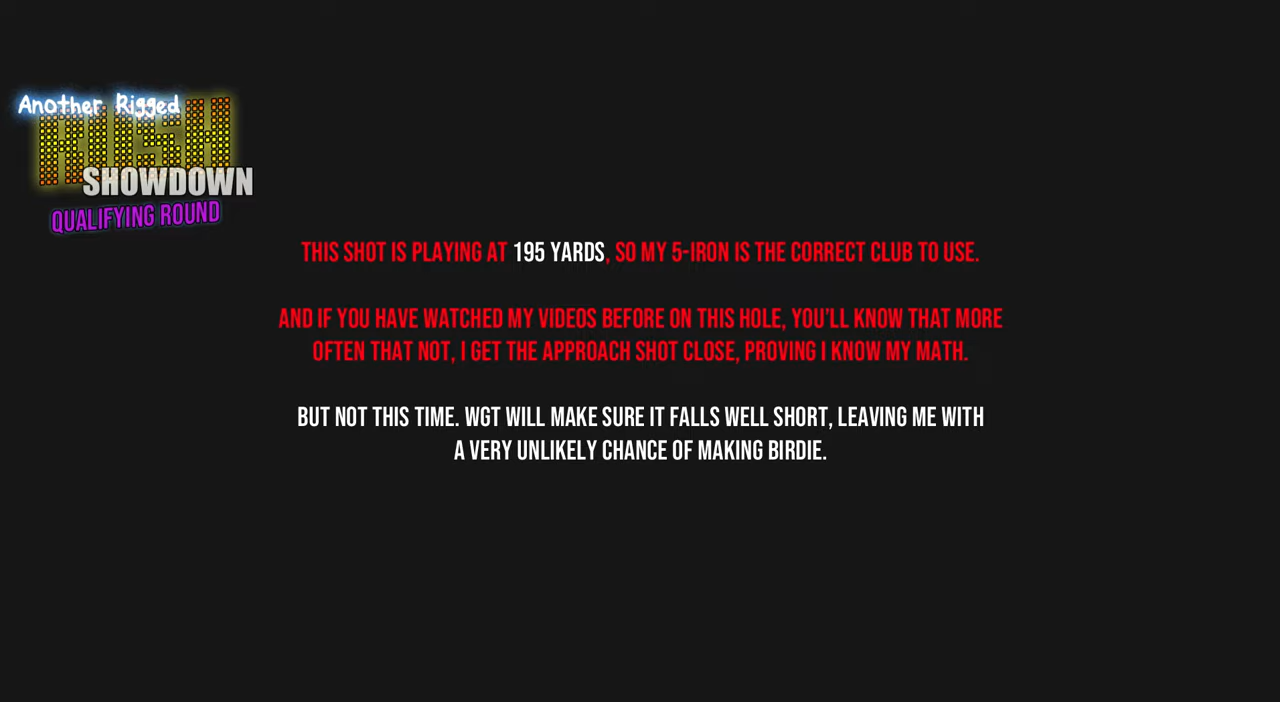 Another Rigged
RUSH
SHOWDOWN
QUALIFYING ROUND
THIS SHOT IS PLAYING AT 195 YARDS, SO MY 5-IRON IS THE CORRECT CLUB TO USE.
AND IF YOU HAVE WATCHED MY VIDEOS BEFORE ON THIS HOLE, YOU'LL KNOW THAT MORE
OFTEN THAT NOT, I GET THE APPROACH SHOT CLOSE, PROVING I KNOW MY MATH.
BUT NOT THIS TIME. WGT WILL MAKE SURE IT FALLS WELL SHORT, LEAVING ME WITH
A VERY UNLIKELY CHANCE OF MAKING BIRDIE.